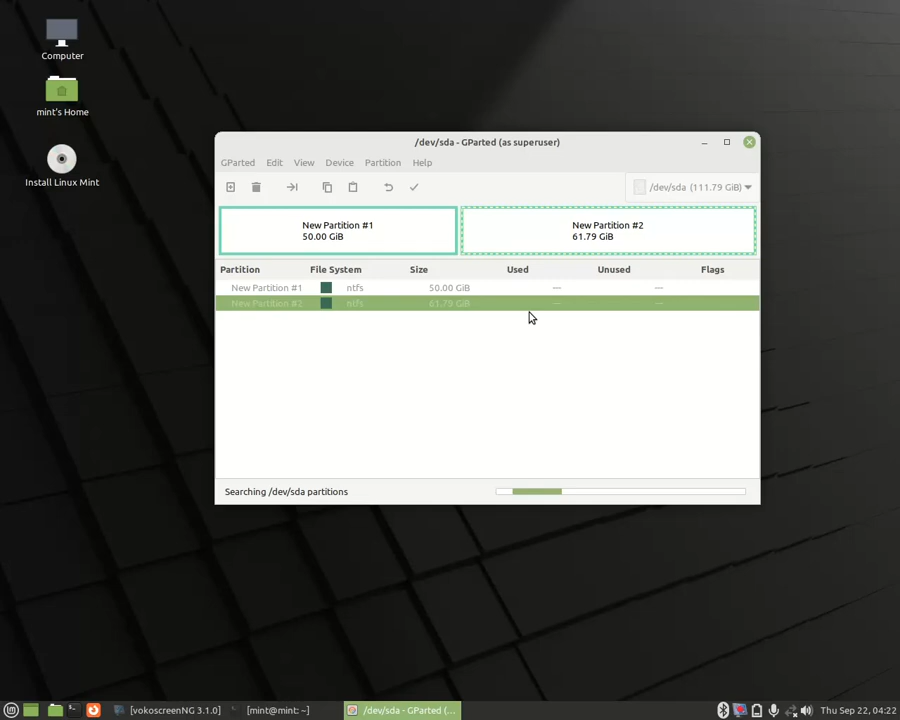 Computer
mint's Home
Install Linux Mint
/dev/sda - GParted (as superuser)
GParted Edit View Device Partition Help
/dev/sda (111.79 GiB)
New Partition #1
50.00 GiB
New Partition #2
61.79 GiB
Partition File System Size Used Unused Flags
New Partition #1 ntfs 50.00 GiB — —
New Partition #2 ntfs 61.79 GiB — —
Searching /dev/sda partitions
[vokoscreenNG 3.1.0] [mint@mint: ~] /dev/sda - GParted (... Thu Sep 22, 04:22